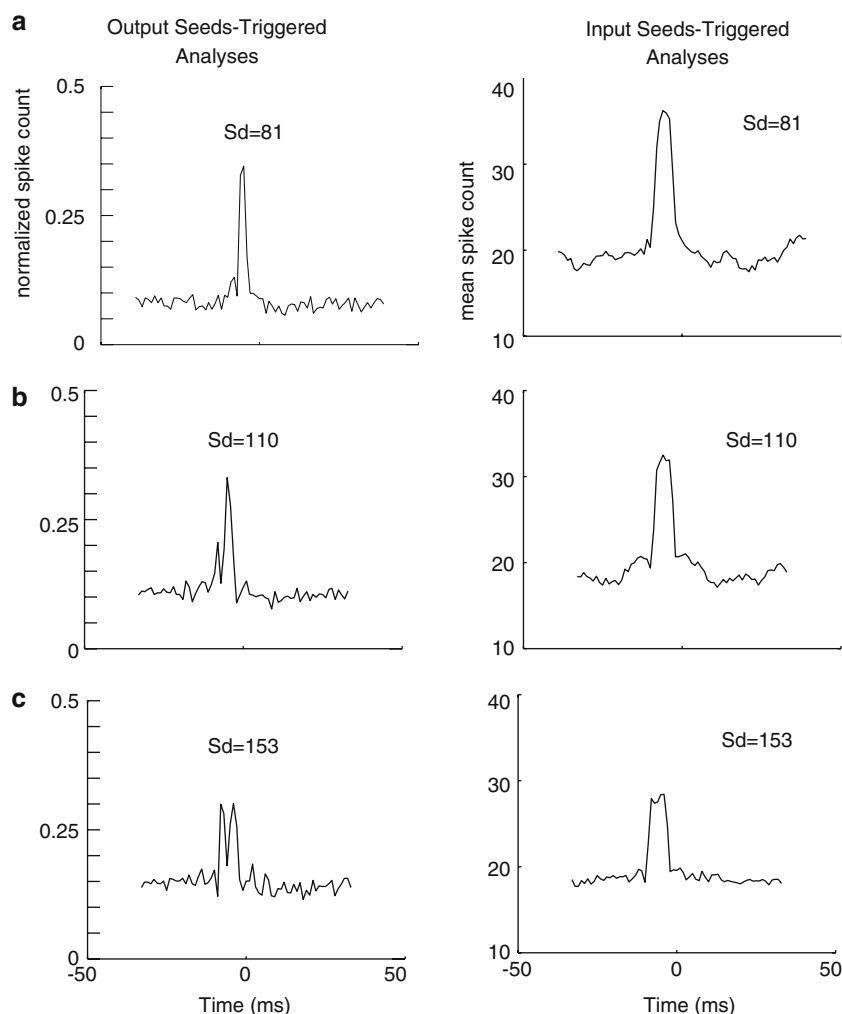 a
Output Seeds-Triggered
Analyses
Input Seeds-Triggered
Analyses
normalized spike count
0.5
0.25
0
Sd=81
mean spike count
40
30
20
10
Sd=81
b
0.5
0.25
0
Sd=110
40
30
20
10
Sd=110
c
0.5
0.25
0
Sd=153
-50
0
50
Time (ms)
40
30
20
10
Sd=153
-50
0
50
Time (ms)